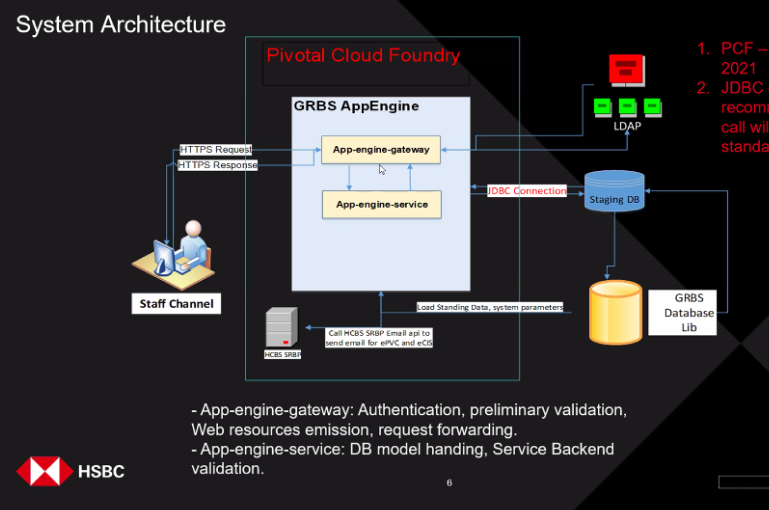 System Architecture
Pivotal Cloud Foundry
1. PCF –
2021
2. JDBC
call will
standa
GRBS AppEngine
LDAP
HTTPS Request
App-engine-gateway
HTTPS Response
JDBC Connection
Staging DB
App-engine-service
Staff Channel
Load Standing Data, system parameters
GRBS
Database
Lib
Call HCBS SRBP Email api to
send email for ePVC and eCIS
HCBS SRBP
- App-engine-gateway: Authentication, preliminary validation,
Web resources emission, request forwarding.
- App-engine-service: DB model handing, Service Backend
validation.
HSBC
6